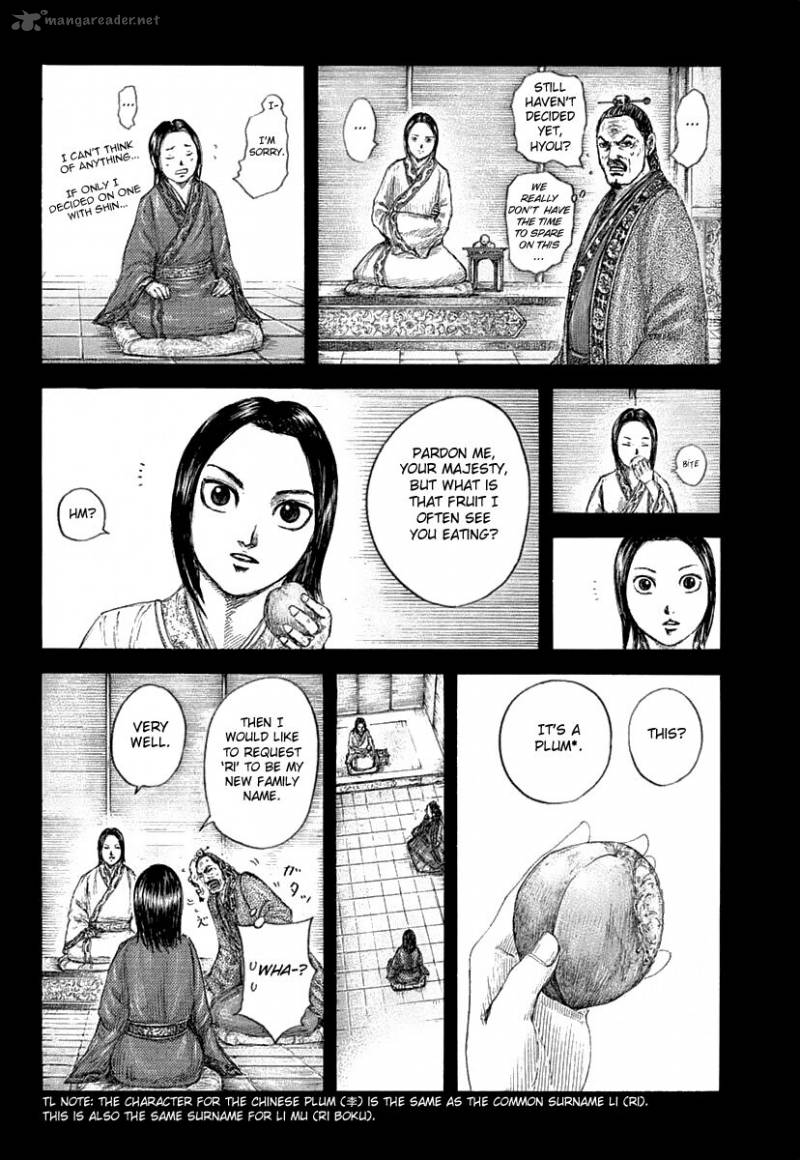 mangareader.net
STILL
HAVEN'T
DECIDED
YET,
HYOU?
WE
REALLY
DON'T HAVE
THE TIME
TO SPARE
ON THIS
...
...
...
I-
I'M
SORRY.
...
I CAN'T THINK
OF ANYTHING...
IF ONLY I
DECIDED ON ONE
WITH SHIN...
BITE
PARDON ME,
YOUR MAJESTY,
BUT WHAT IS
THAT FRUIT I
OFTEN SEE
YOU EATING?
HM?
THIS?
IT'S A
PLUM*.
THEN I
WOULD LIKE
TO REQUEST
'RI' TO BE MY
NEW FAMILY
NAME.
VERY
WELL.
WHA-?
TL NOTE: THE CHARACTER FOR THE CHINESE PLUM (李) IS THE SAME AS THE COMMON SURNAME LI (RI).
THIS IS ALSO THE SAME SURNAME FOR LI MU (RI BOKU).